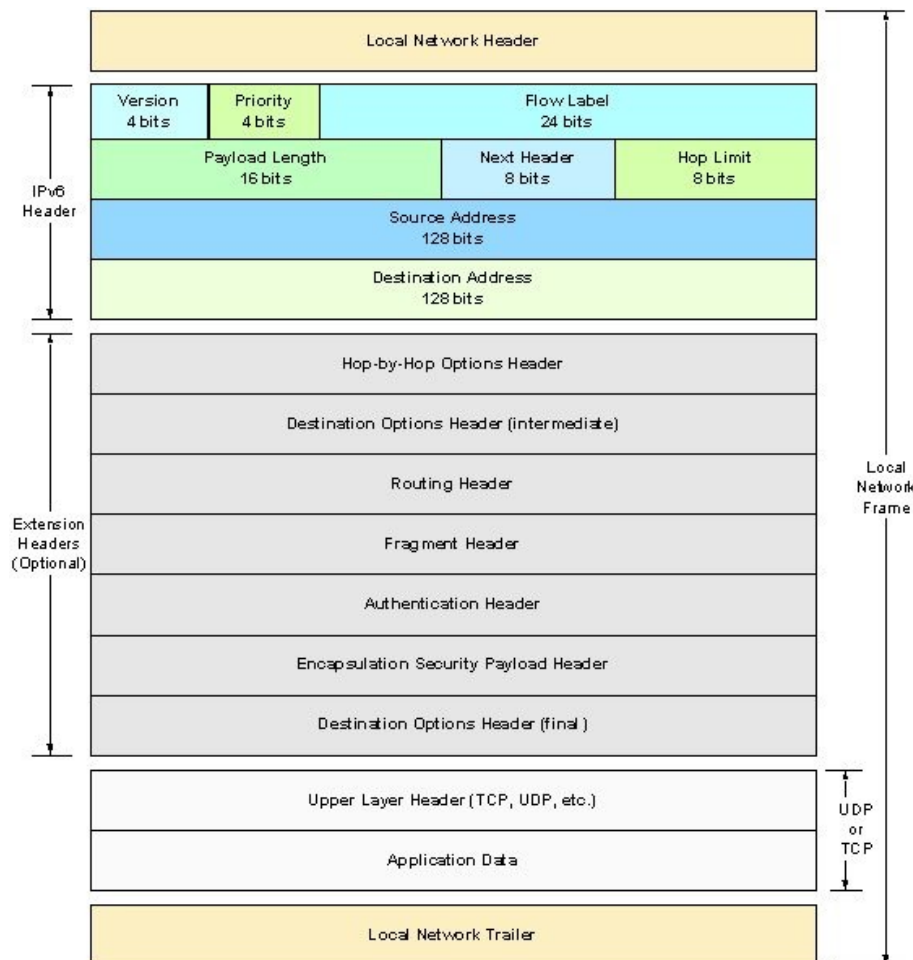 Local Network Header
Version
4 bits
Priority
4 bits
Flow Label
24 bits
Payload Length
16 bits
Next Header
8 bits
Hop Limit
8 bits
IPv6
Header
Source Address
128 bits
Destination Address
128 bits
Hop-by-Hop Options Header
Destination Options Header (intermediate)
Routing Header
Local
Network
Frame
Extension
Headers
(Optional)
Fragment Header
Authentication Header
Encapsulation Security Payload Header
Destination Options Header (final)
Upper Layer Header (TCP, UDP, etc.)
UDP
or
TCP
Application Data
Local Network Trailer